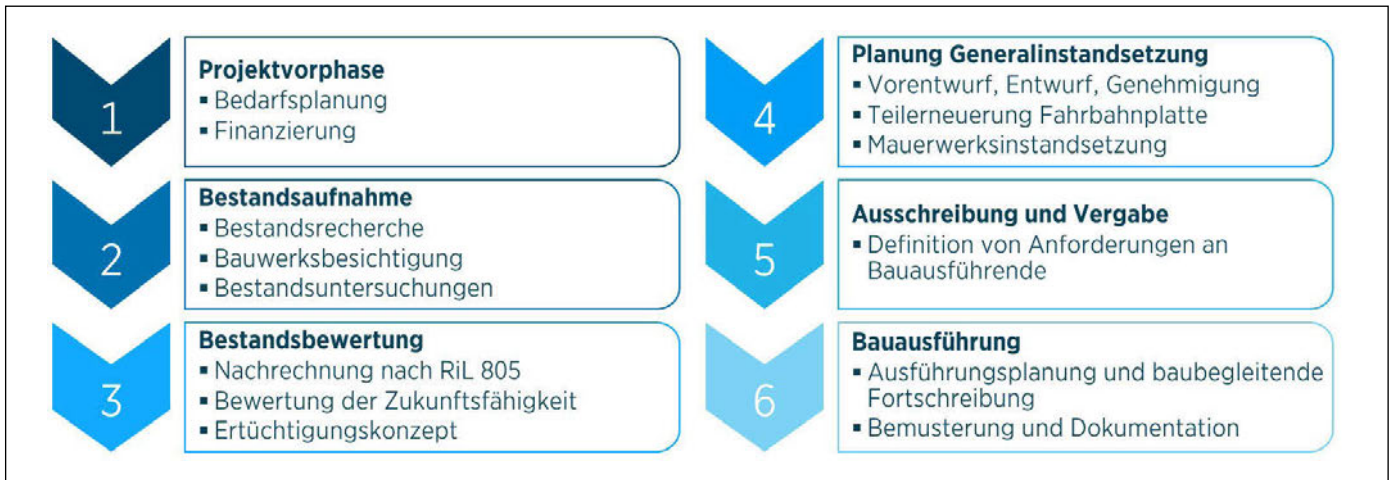 1
Projektvorphase
▪ Bedarfsplanung
▪ Finanzierung
2
Bestandsaufnahme
▪ Bestandsrecherche
▪ Bauwerksbesichtigung
▪ Bestandsuntersuchungen
3
Bestandsbewertung
▪ Nachrechnung nach RiL 805
▪ Bewertung der Zukunftsfähigkeit
▪ Ertüchtigungskonzept
4
Planung Generalinstandsetzung
▪ Vorentwurf, Entwurf, Genehmigung
▪ Teilerneuerung Fahrbahnplatte
▪ Mauerwerksinstandsetzung
5
Ausschreibung und Vergabe
▪ Definition von Anforderungen an
Bauausführende
6
Bauausführung
▪ Ausführungsplanung und baubegleitende
Fortschreibung
▪ Bemusterung und Dokumentation